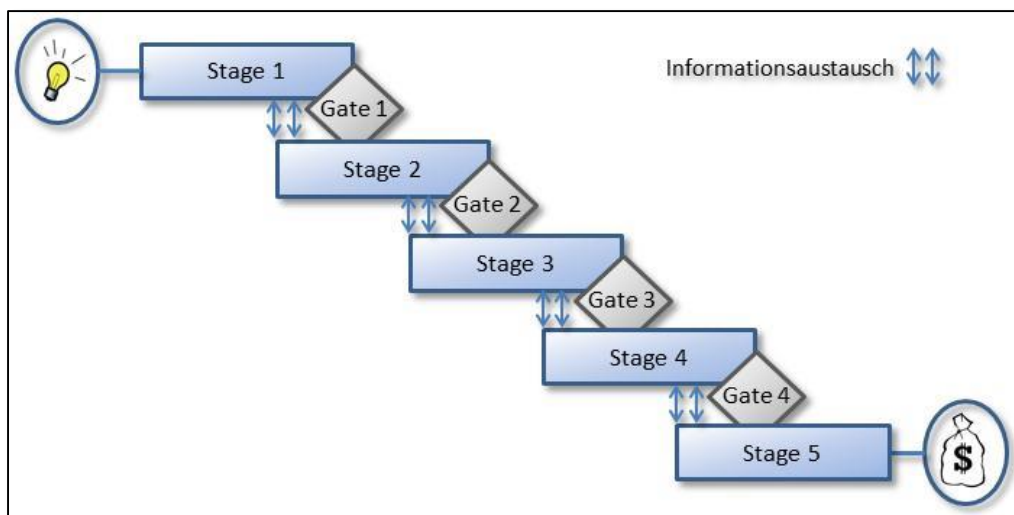 Stage 1
Informationsaustausch
Gate 1
Stage 2
Gate 2
Stage 3
Gate 3
Stage 4
Gate 4
Stage 5
$